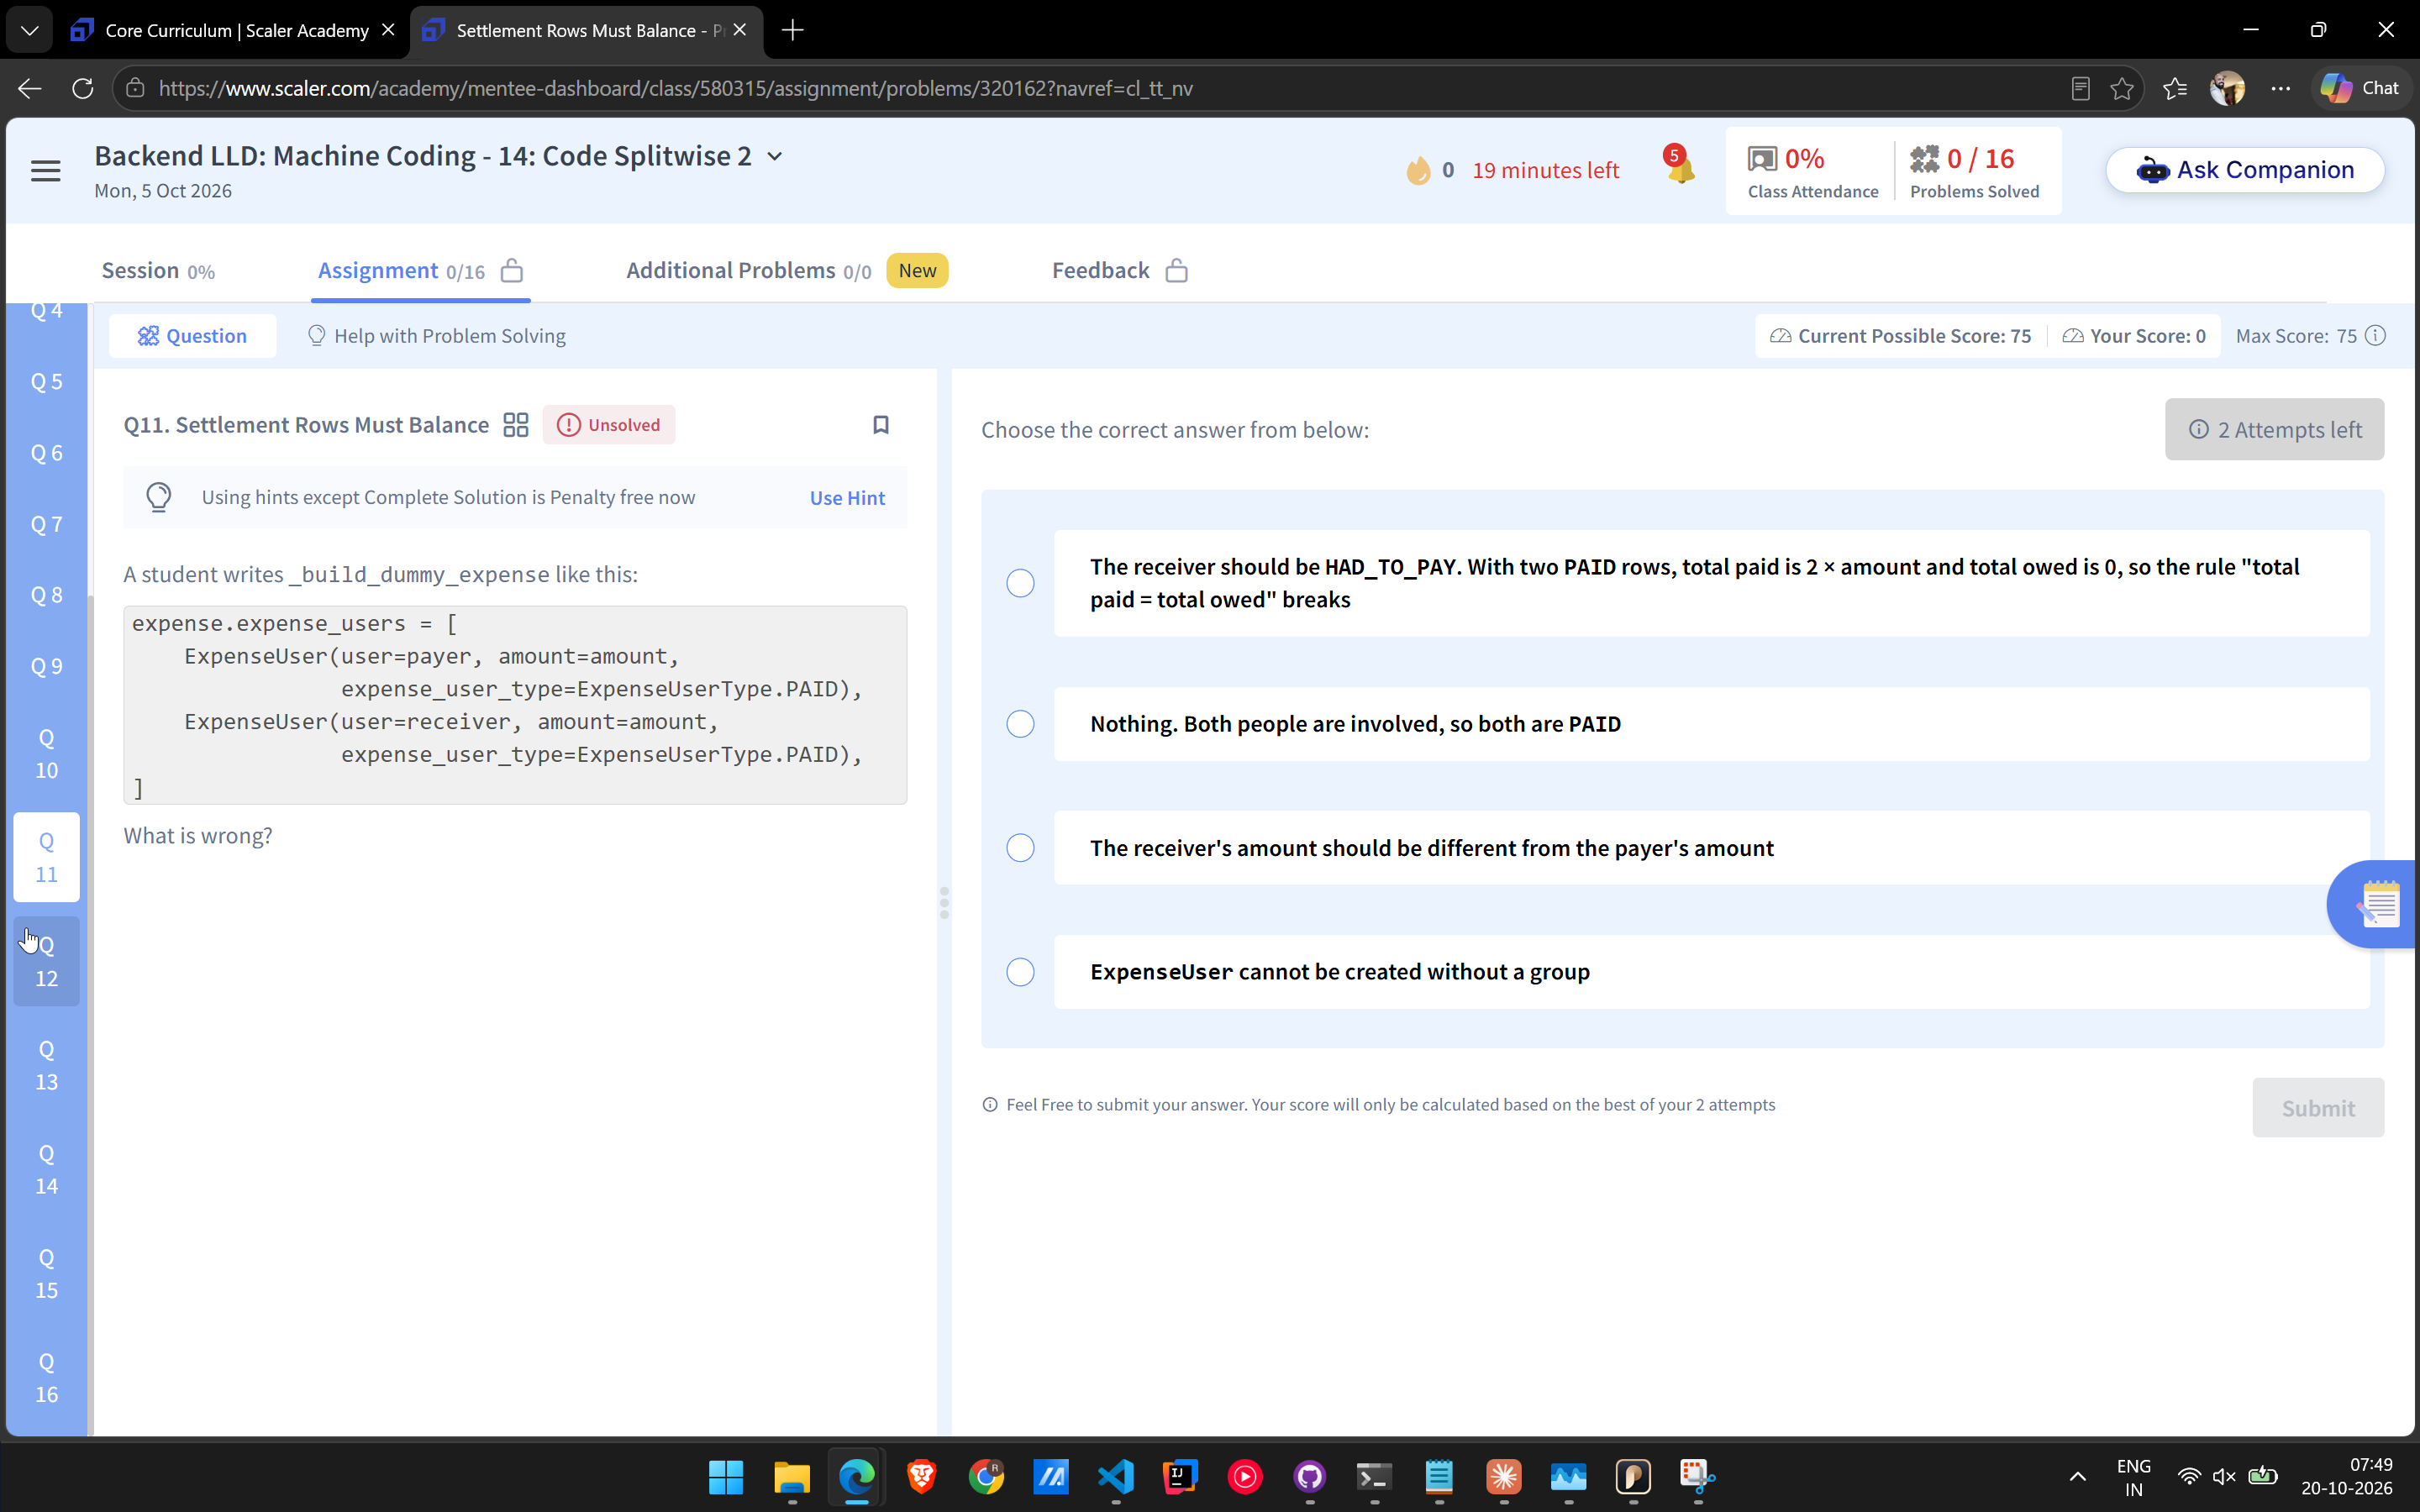 Core Curriculum | Scaler Academy
Settlement Rows Must Balance - Pr
https://www.scaler.com/academy/mentee-dashboard/class/580315/assignment/problems/320162?navref=cl_tt_nv
Chat
Backend LLD: Machine Coding - 14: Code Splitwise 2
Mon, 5 Oct 2026
0
19 minutes left
5
0%
Class Attendance
0 / 16
Problems Solved
Ask Companion
Session 0%
Assignment 0/16
Additional Problems 0/0
New
Feedback
Q 4
Q 5
Q 6
Q 7
Q 8
Q 9
Q
10
Q
11
Q
12
Q
13
Q
14
Q
15
Q
16
Question
Help with Problem Solving
Current Possible Score: 75
Your Score: 0
Max Score: 75
Q11. Settlement Rows Must Balance
Unsolved
Using hints except Complete Solution is Penalty free now
Use Hint
A student writes _build_dummy_expense like this:
expense.expense_users = [
    ExpenseUser(user=payer, amount=amount,
                expense_user_type=ExpenseUserType.PAID),
    ExpenseUser(user=receiver, amount=amount,
                expense_user_type=ExpenseUserType.PAID),
]
What is wrong?
Choose the correct answer from below:
2 Attempts left
The receiver should be HAD_TO_PAY. With two PAID rows, total paid is 2 × amount and total owed is 0, so the rule "total
paid = total owed" breaks
Nothing. Both people are involved, so both are PAID
The receiver's amount should be different from the payer's amount
ExpenseUser cannot be created without a group
Feel Free to submit your answer. Your score will only be calculated based on the best of your 2 attempts
Submit
ENG
IN
07:49
20-10-2026